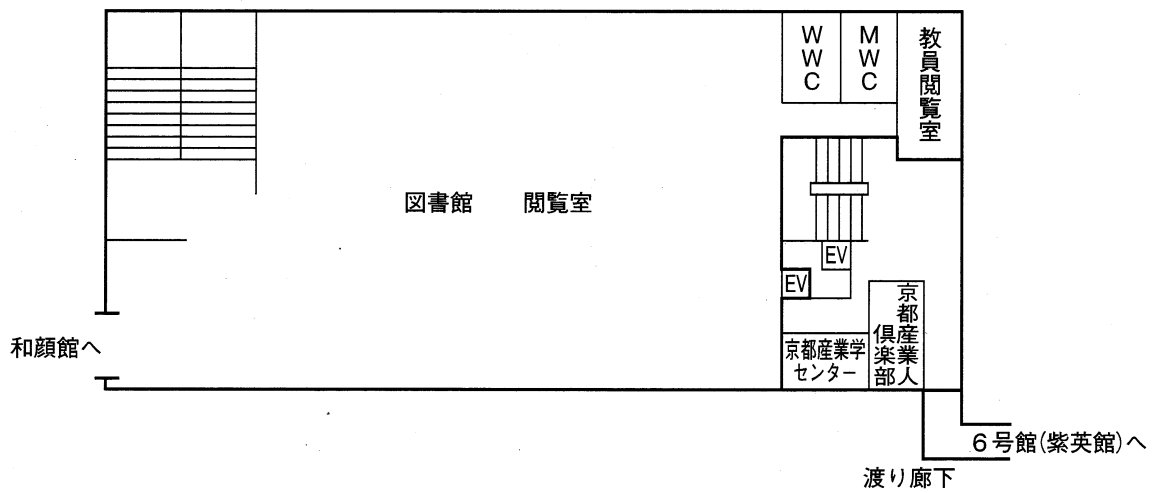 WWC
MWC
教員閲覧室
図書館 閲覧室
EV
EV
京都産業人
倶楽部
京都産業学
センター
和顔館へ
6号館(紫英館)へ
渡り廊下